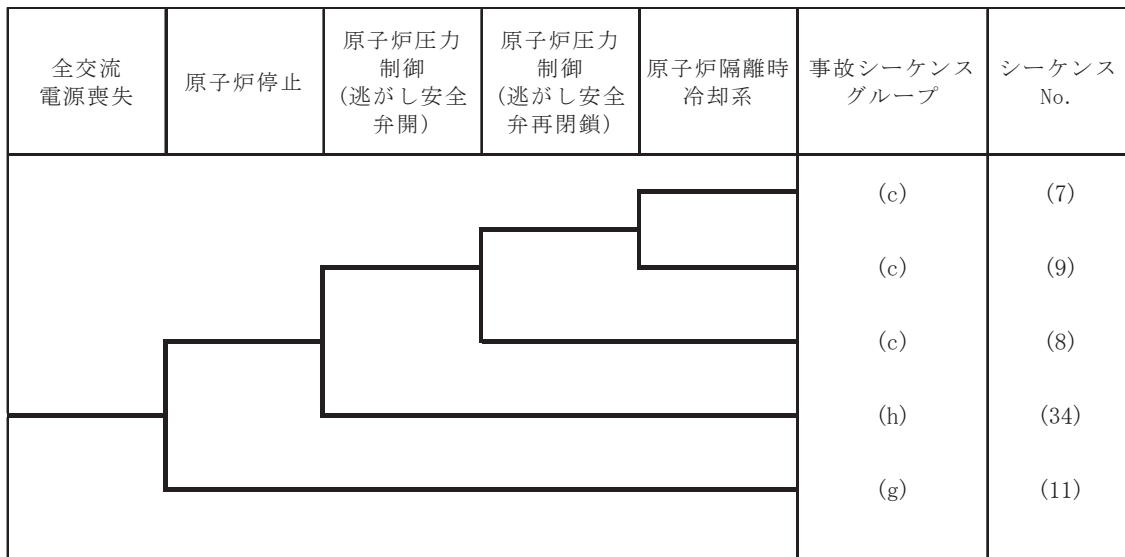 全交流
電源喪失
原子炉停止
原子炉圧力
制御
(逃がし安全
弁開)
原子炉圧力
制御
(逃がし安全
弁再閉鎖)
原子炉隔離時
冷却系
事故シーケンス
グループ
シーケンス
No.
(c) (7)
(c) (9)
(c) (8)
(h) (34)
(g) (11)